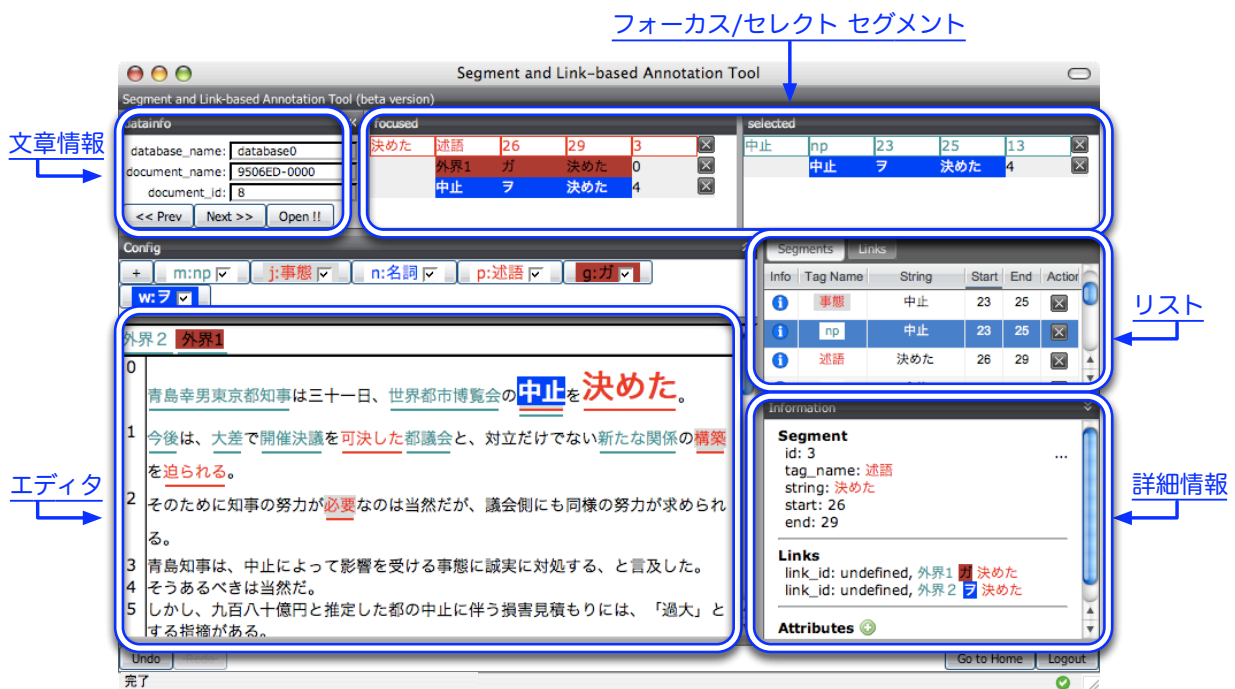 フォーカス/セレクト セグメント
Segment and Link-based Annotation Tool
Segment and Link-based Annotation Tool (beta version)
文章情報
datainfo
database_name: database0
document_name: 9506ED-0000
document_id: 8
<< Prev Next >> Open !!
focused
決めた 述語 26 29 3
外界1 ガ 決めた 0
中止 ヲ 決めた 4
selected
中止 np 23 25 13
中止 ヲ 決めた 4
Config
+ m:np j:事態 n:名詞 p:述語 g:ガ
w:ヲ
Segments Links
Info Tag Name String Start End Action
事態 中止 23 25
np 中止 23 25
述語 決めた 26 29
リスト
エディタ
外界2 外界1
0
青島幸男東京都知事は三十一日、世界都市博覧会の中止を決めた。
1 今後は、大差で開催決議を可決した都議会と、対立だけでない新たな関係の構築
を迫られる。
2 そのために知事の努力が必要なのは当然だが、議会側にも同様の努力が求められ
る。
3 青島知事は、中止によって影響を受ける事態に誠実に対処する、と言及した。
4 そうあるべきは当然だ。
5 しかし、九百八十億円と推定した都の中止に伴う損害見積もりには、「過大」と
する指摘がある。
詳細情報
Information
Segment
id: 3 ...
tag_name: 述語
string: 決めた
start: 26
end: 29
Links
link_id: undefined, 外界1 ガ 決めた
link_id: undefined, 外界2 ヲ 決めた
Attributes
Undo Redo
Go to Home Logout
完了